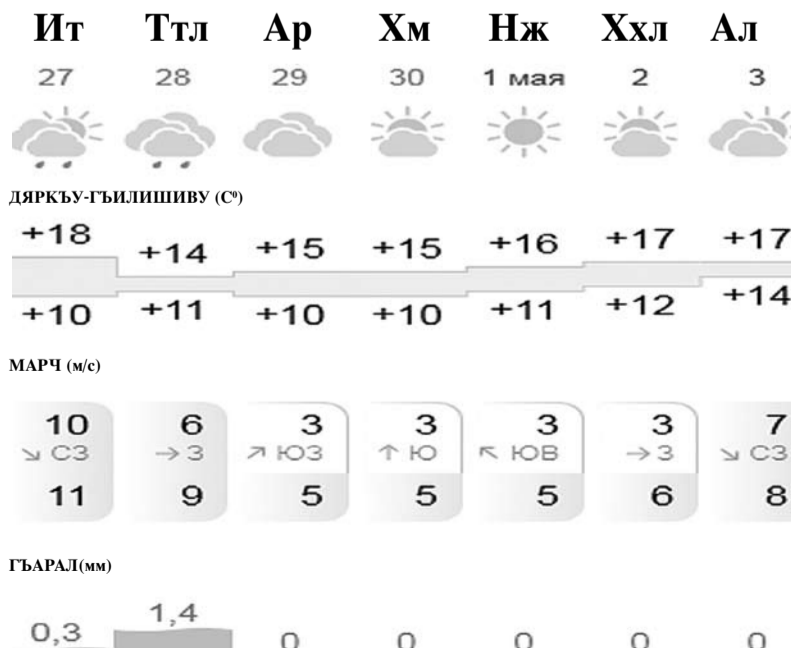 Ит Ттл Ар Хм Нж Ххл Ал
27 28 29 30 1 мая 2 3
ДЯРКЪУ-ГЪИЛИШИВУ (С⁰)
+18 +14 +15 +15 +16 +17 +17
+10 +11 +10 +10 +11 +12 +14
МАРЧ (м/с)
10 6 3 3 3 3 7
↘ СЗ → З ↗ ЮЗ ↑ Ю ↖ ЮВ → З ↘ СЗ
11 9 5 5 5 6 8
ГЪАРАЛ(мм)
0,3 1,4 0 0 0 0 0